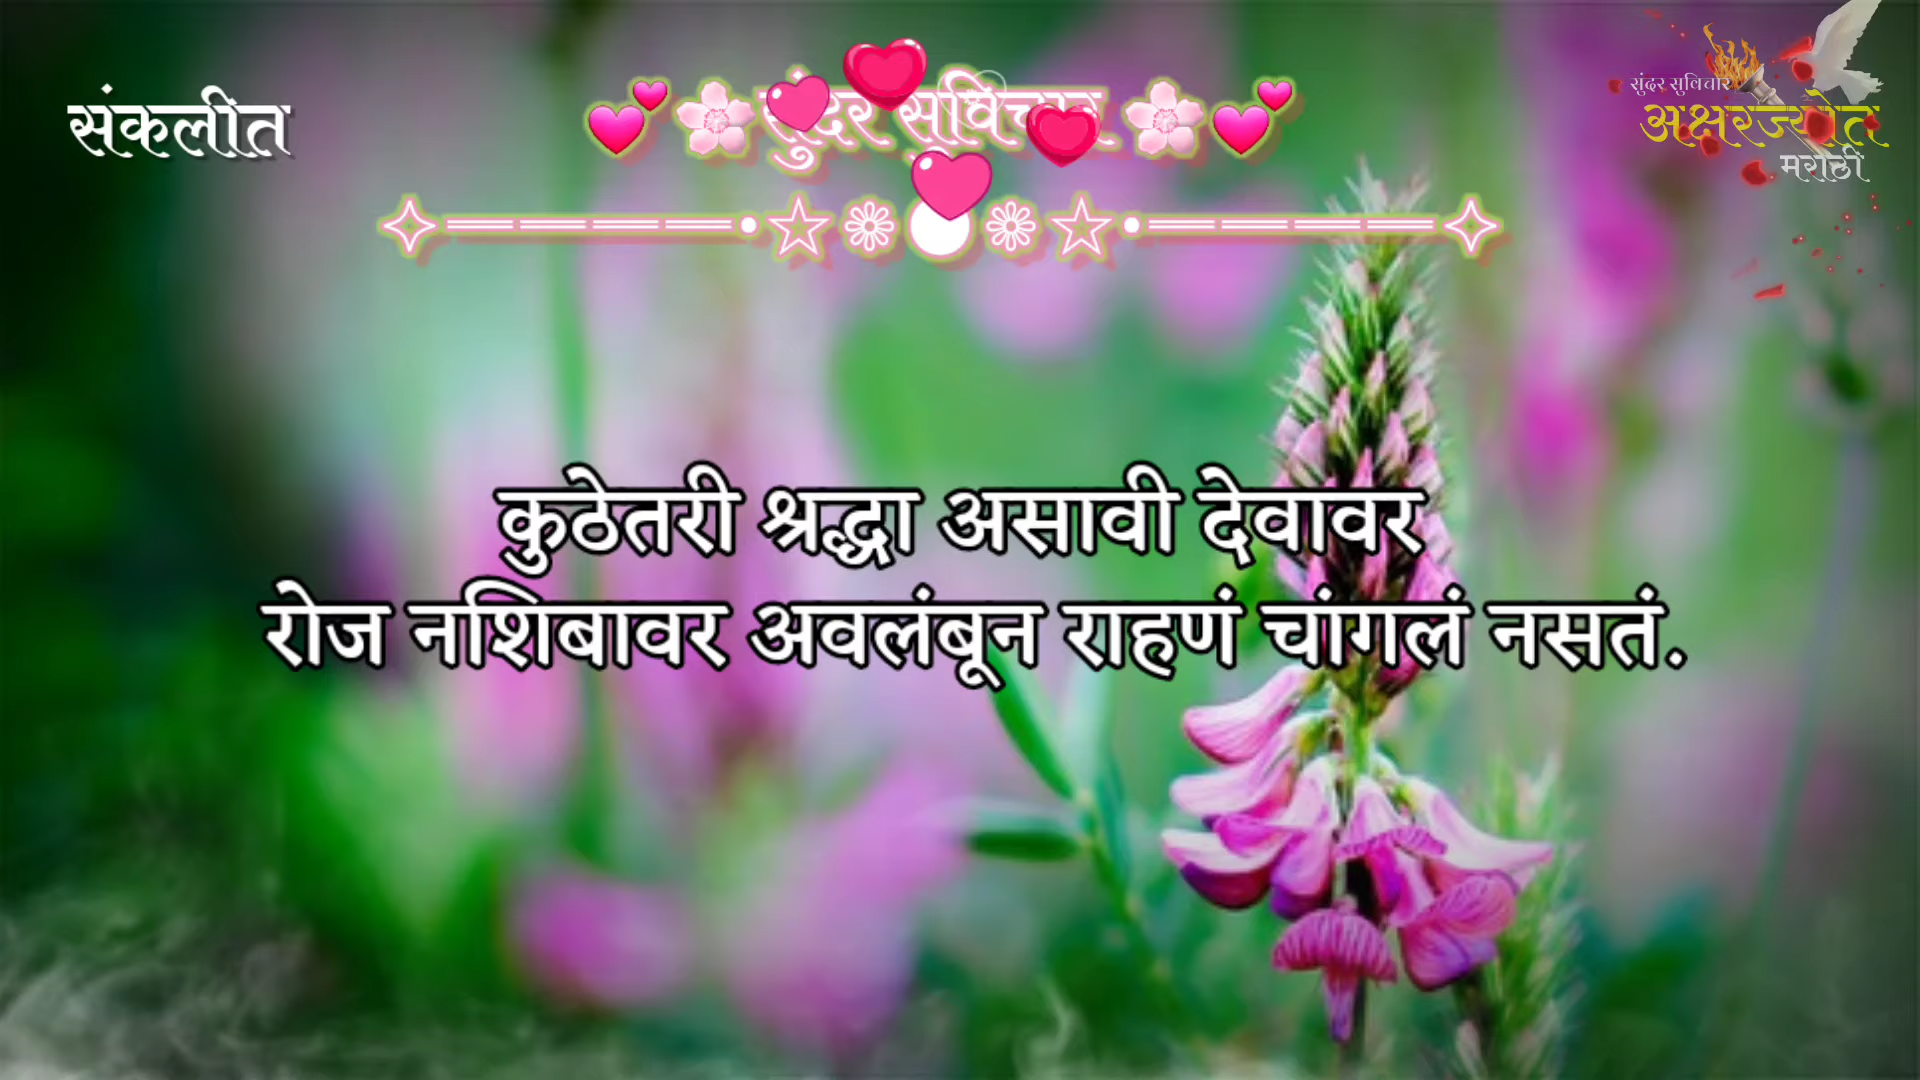 संकलीत
💕🌸सुंदर सुविचार🌸💕
सुंदर सुविचार
अक्षरज्योत
मराठी
कुठेतरी श्रद्धा असावी देवावर
रोज नशिबावर अवलंबून राहणं चांगलं नसतं.